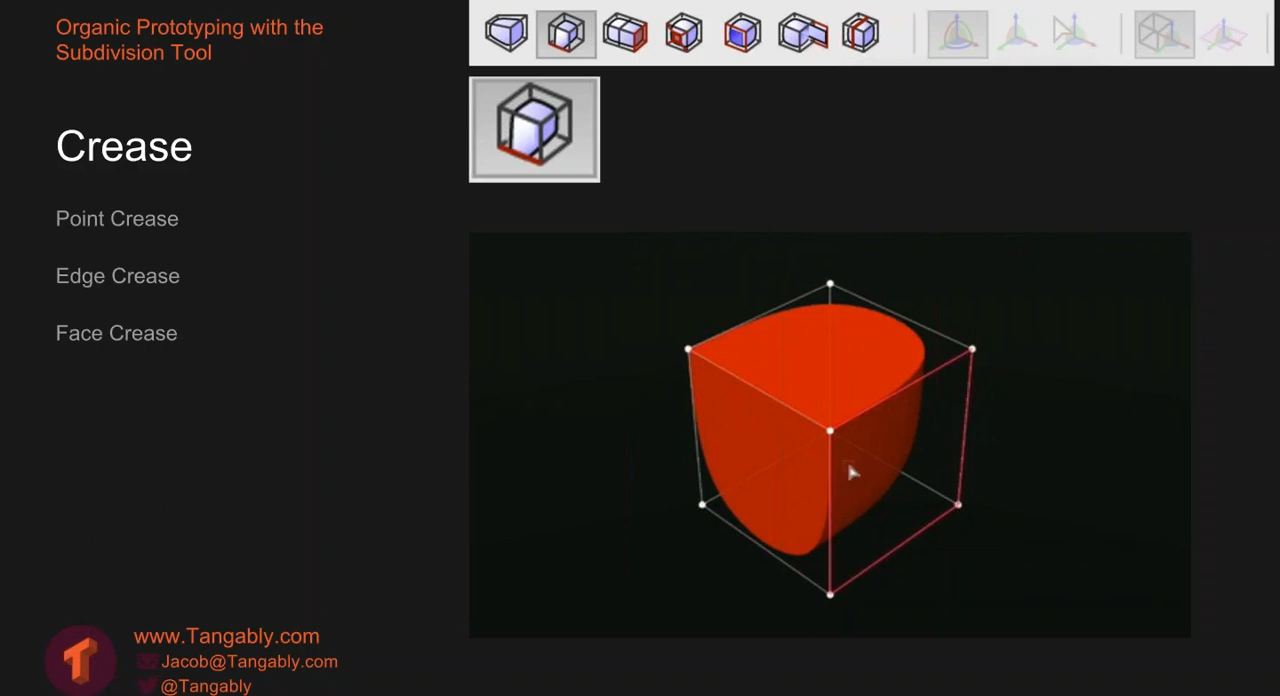 Organic Prototyping with the
Subdivision Tool
Crease
Point Crease
Edge Crease
Face Crease
www.Tangably.com
Jacob@Tangably.com
@Tangably